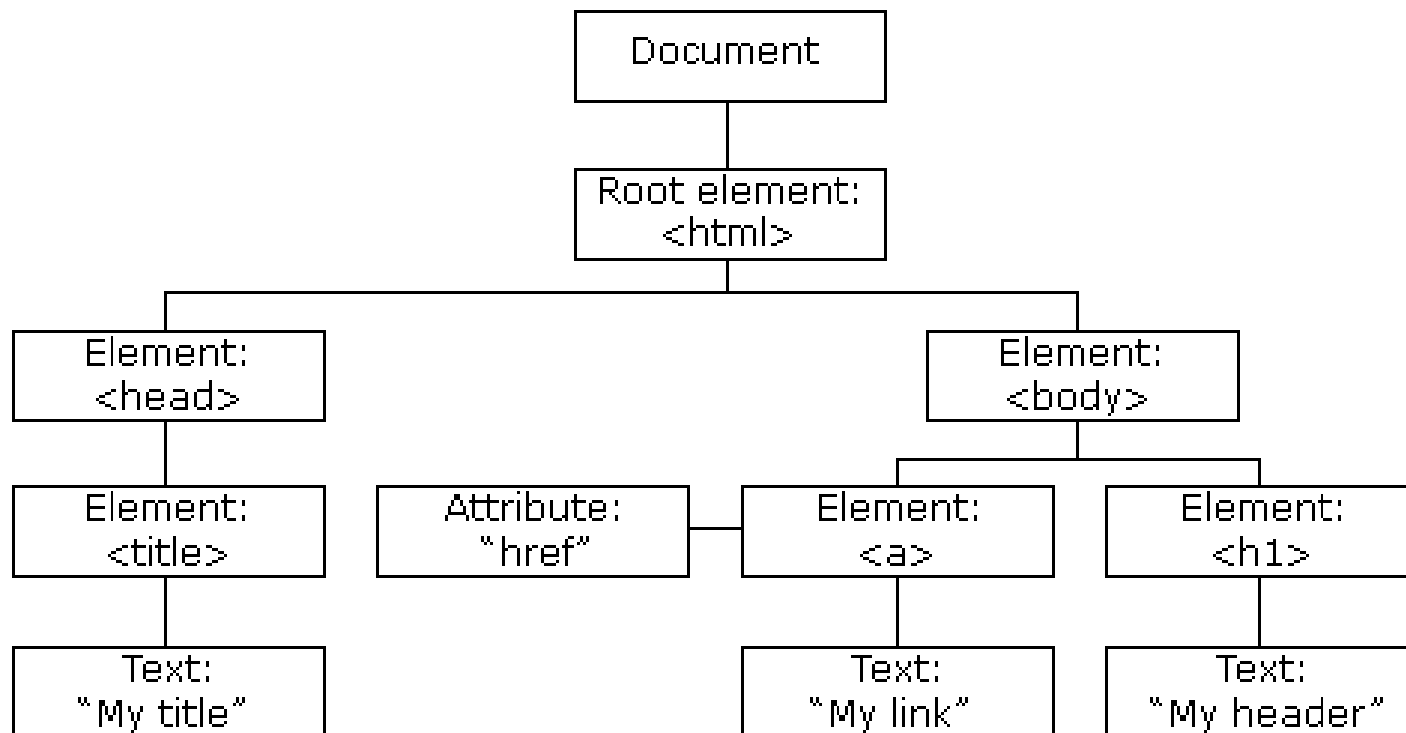 Document
Root element:
<html>
Element:
<head>
Element:
<body>
Element:
<title>
Attribute:
“href”
Element:
<a>
Element:
<h1>
Text:
“My title”
Text:
“My link”
Text:
“My header”